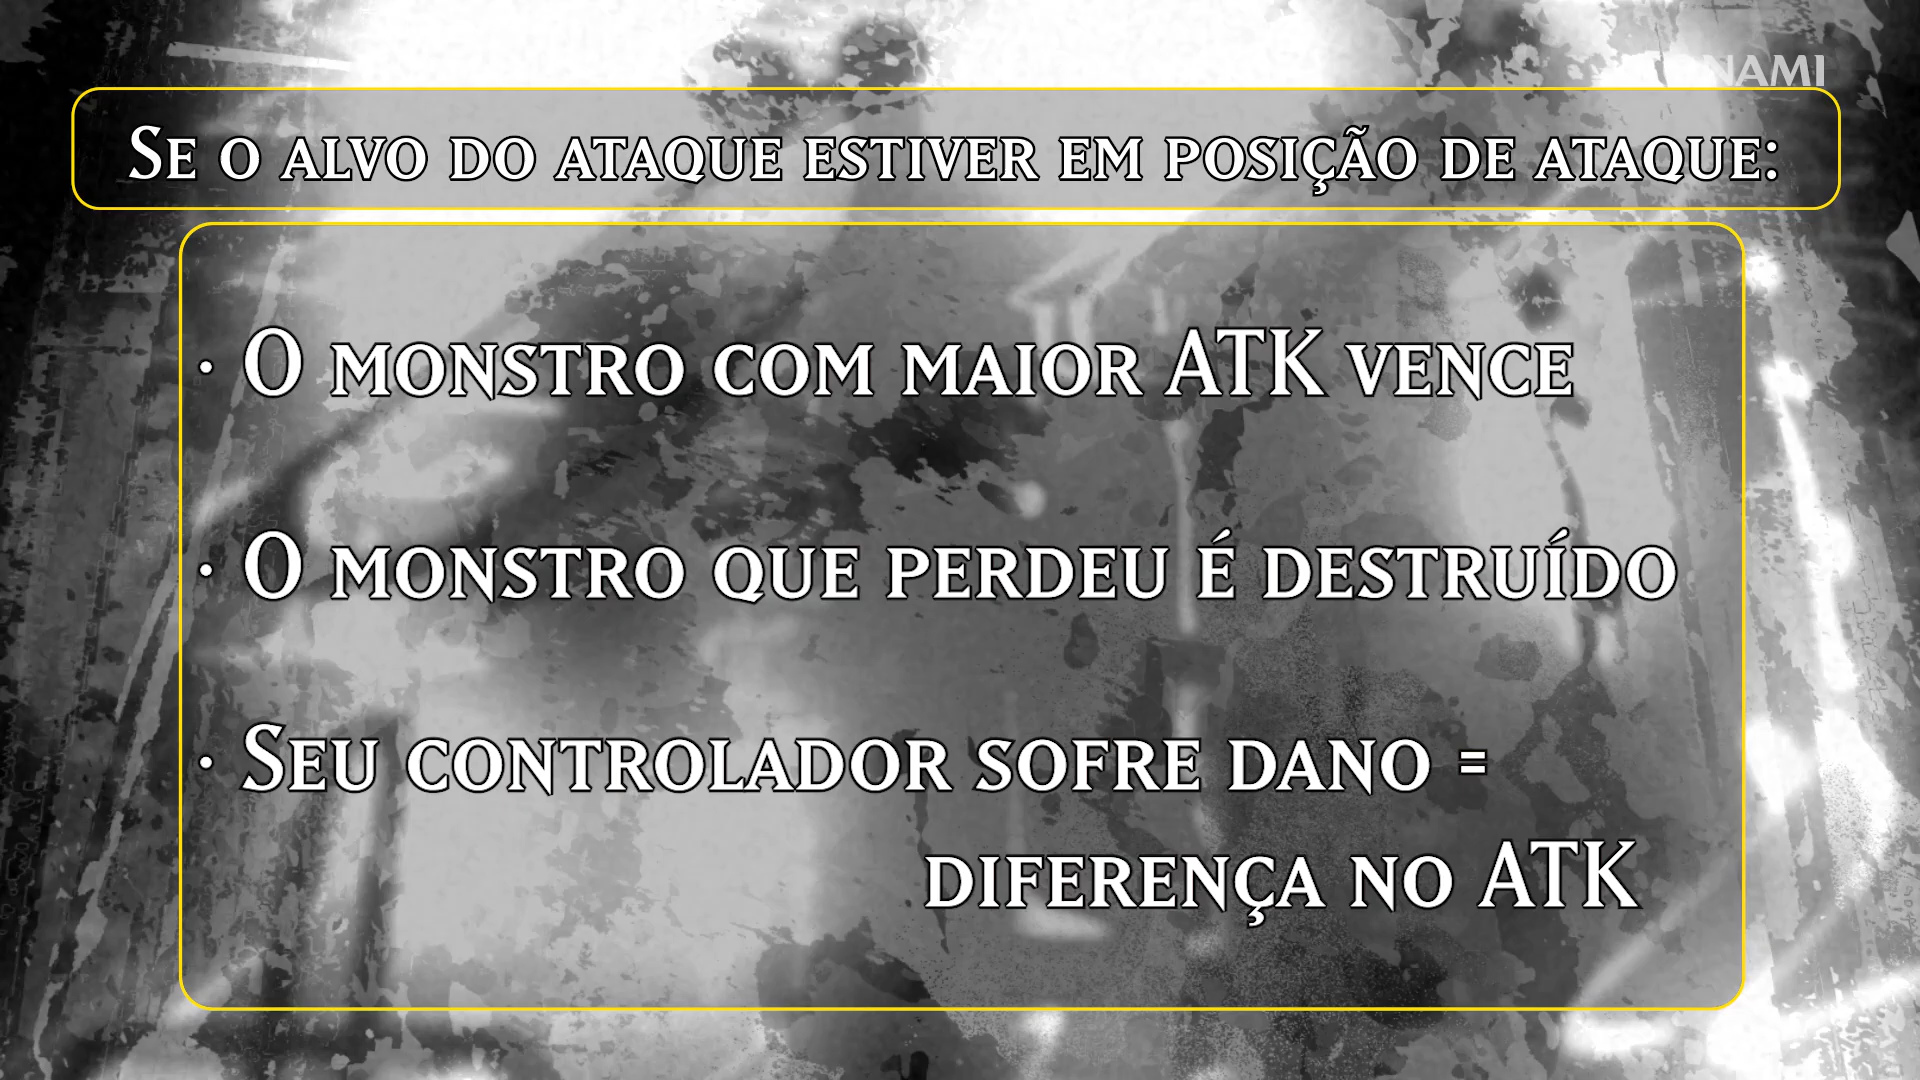 KONAMI
Se o alvo do ataque estiver em posição de ataque:
· O monstro com maior ATK vence
· O monstro que perdeu é destruído
· Seu controlador sofre dano =
diferença no ATK